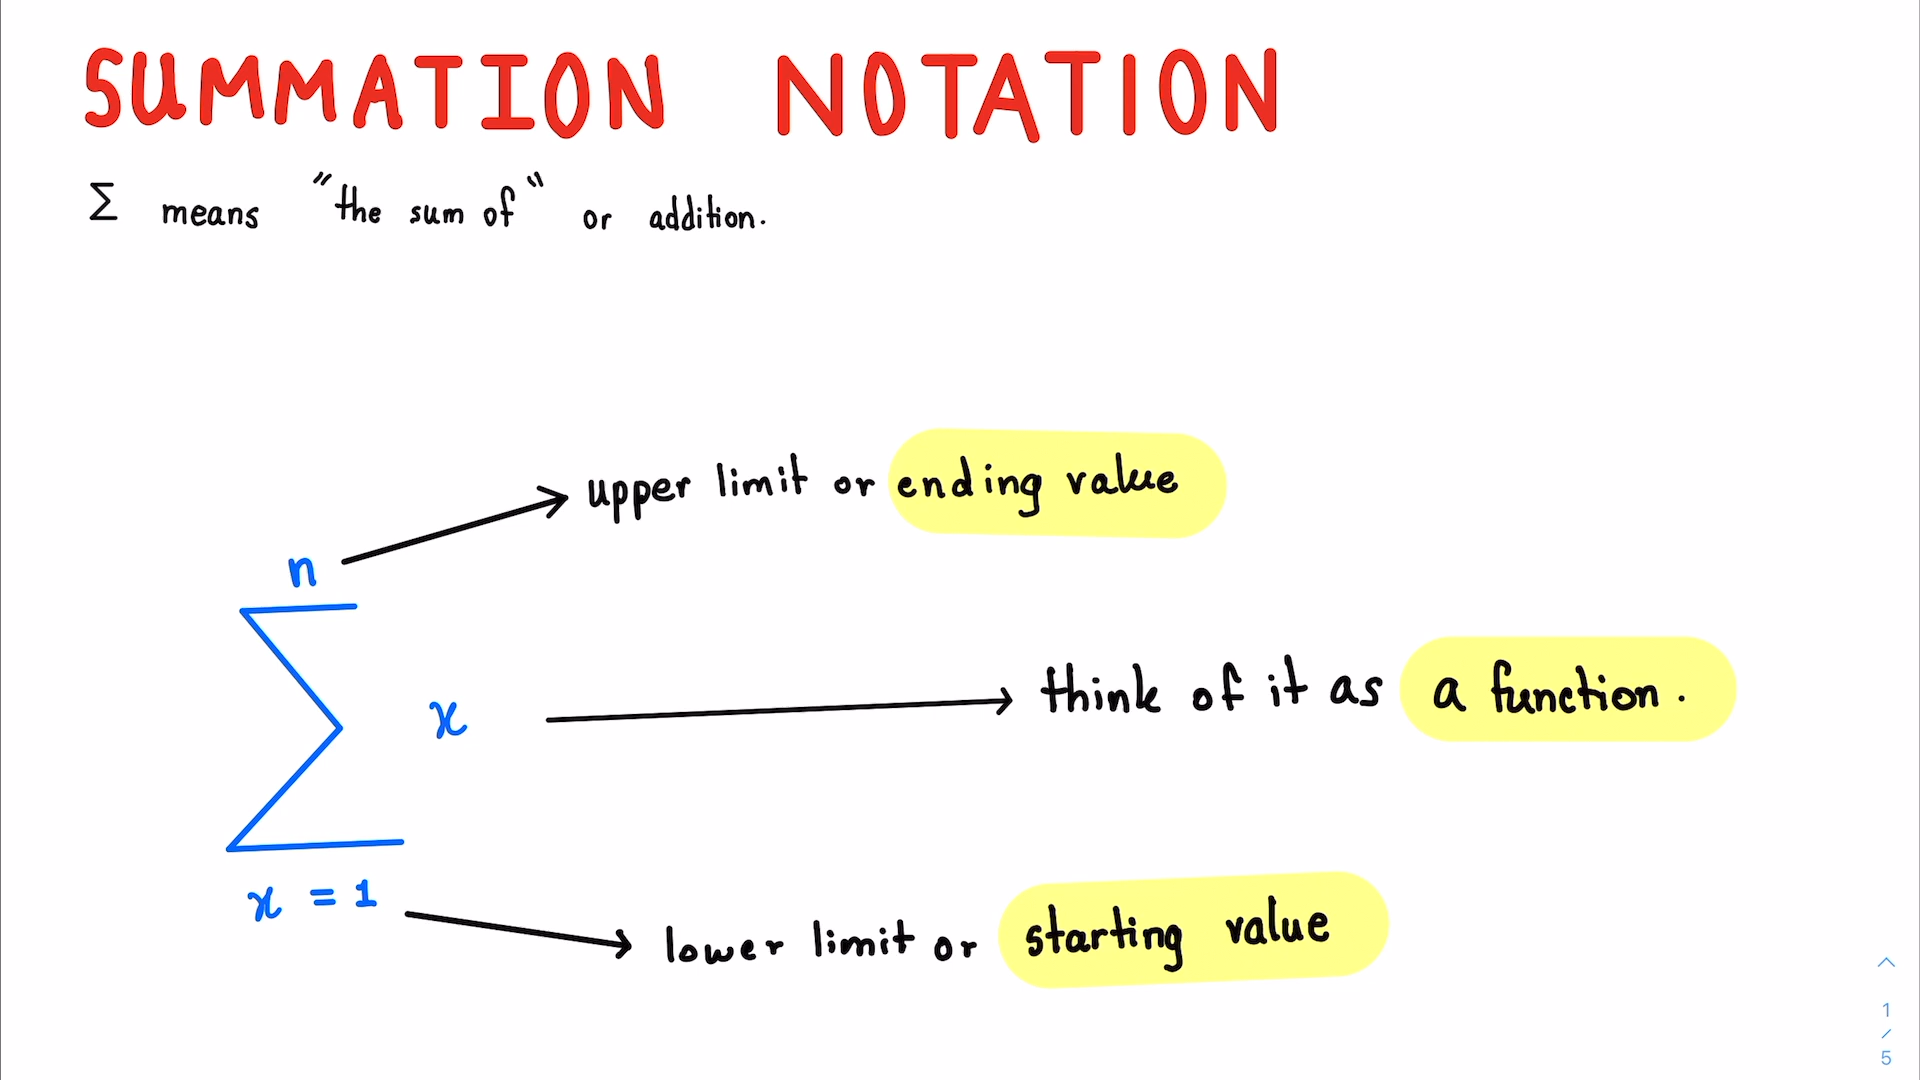 SUMMATION NOTATION
Σ means "the sum of" or addition.
upper limit or ending value
n
Σ x
think of it as a function.
x = 1
lower limit or starting value
1
/
5